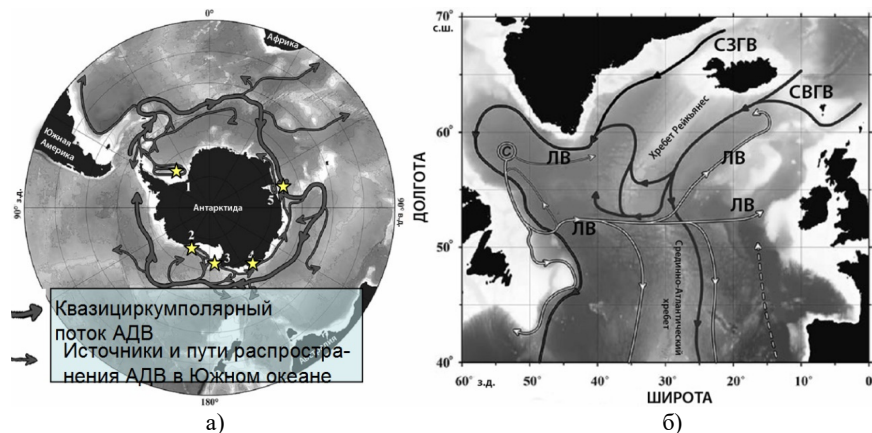 0°
Африка
Южная
Америка
90° з.д.
Антарктида
90° в.д.
1
2
3
4
5
Квазициркумполярный
поток АДВ
Источники и пути распростра-
нения АДВ в Южном океане
180°
а)
70°
с.ш.
СЗГВ
СВГВ
Хребет Рейкьянес
60
С
ЛВ
ЛВ
ЛВ
ЛВ
ДОЛГОТА
50
Срединно-Атлантический
хребет
40
60° з.д.
50
40
30
20
10
0
ШИРОТА
б)